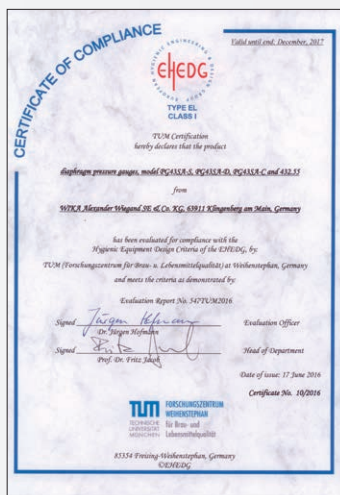 CERTIFICATE OF COMPLIANCE
Valid until end: December, 2017
EUROPEAN HYGIENIC ENGINEERING & DESIGN GROUP
EHEDG
TYPE EL
CLASS I
TUM Certification
hereby declares that the product
diaphragm pressure gauges, model PG43SA-S, PG43SA-D, PG43SA-C and 432.55
from
WIKA Alexander Wiegand SE & Co. KG, 63911 Klingenberg am Main, Germany
has been evaluated for compliance with the
Hygienic Equipment Design Criteria of the EHEDG, by:
TUM (Forschungszentrum für Brau- u. Lebensmittelqualität) at Weihenstephan, Germany
and meets the criteria as demonstrated by:
Evaluation Report No. 547TUM2016
Signed Jürgen Hofmann Evaluation Officer
Dr. Jürgen Hofmann
Signed Head of Department
Prof. Dr. Fritz Jacob
Date of issue: 17 June 2016
Certificate No. 10/2016
TUM
TECHNISCHE
UNIVERSITÄT
MÜNCHEN
FORSCHUNGSZENTRUM
WEIHENSTEPHAN
für Brau- und
Lebensmittelqualität
85354 Freising-Weihenstephan, Germany
©EHEDG